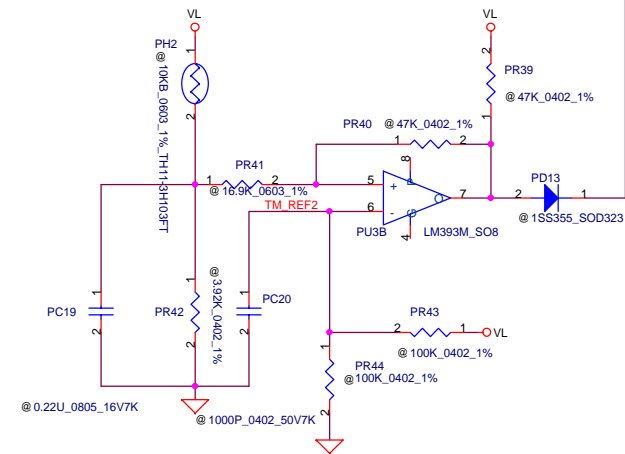 VL
VL
PH2
1
2
@ 10KB_0603_1%_TH11-3H103FT
2
PR39
@ 47K_0402_1%
1
PR40
@ 47K_0402_1%
1
2
8
PR41
1
2
@ 16.9K_0603_1%
5
+
P
O
7
TM_REF2
6
-
G
4
PU3B
LM393M_SO8
PD13
2
1
@ 1SS355_SOD323
1
PC19
2
1
PR42
2
@ 3.92K_0402_1%
1
PC20
2
PR43
2
1
VL
@ 100K_0402_1%
1
PR44
@ 100K_0402_1%
2
@ 0.22U_0805_16V7K
@ 1000P_0402_50V7K